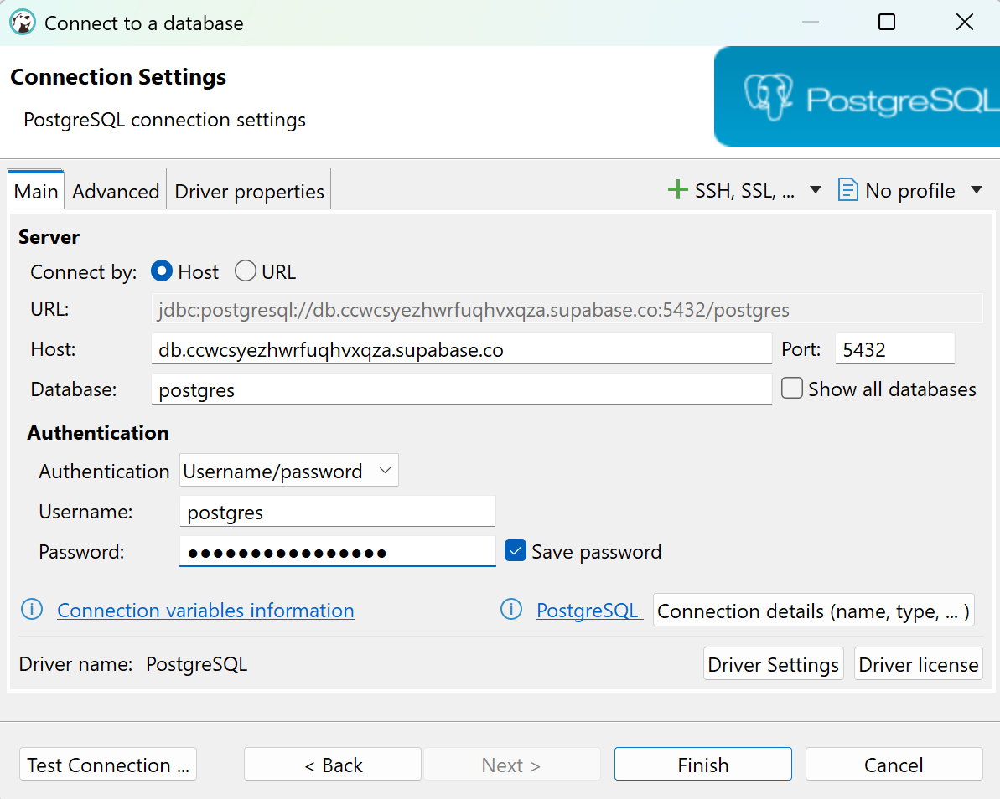 Connect to a database
Connection Settings
PostgreSQL connection settings
PostgreSQL
Main Advanced Driver properties SSH, SSL, ... No profile
Server
Connect by: Host URL
URL: jdbc:postgresql://db.ccwcsyezhwrfuqhvxqza.supabase.co:5432/postgres
Host: db.ccwcsyezhwrfuqhvxqza.supabase.co Port: 5432
Database: postgres Show all databases
Authentication
Authentication Username/password
Username: postgres
Password: ●●●●●●●●●●●●●●●● Save password
Connection variables information PostgreSQL Connection details (name, type, ... )
Driver name: PostgreSQL Driver Settings Driver license
Test Connection ... < Back Next > Finish Cancel